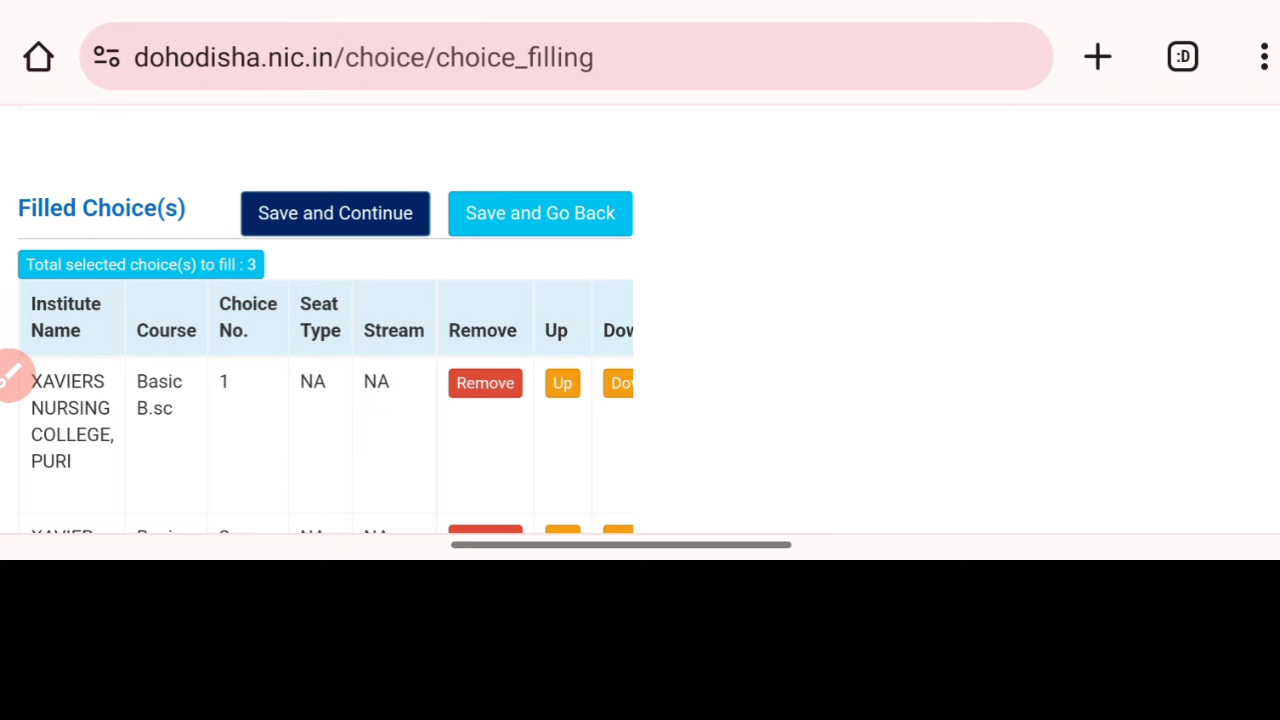 dohodisha.nic.in/choice/choice_filling
:D
Filled Choice(s)
Save and Continue
Save and Go Back
Total selected choice(s) to fill : 3
Institute Name
Course
Choice No.
Seat Type
Stream
Remove
Up
Dow
XAVIERS NURSING COLLEGE, PURI
Basic B.sc
1
NA
NA
Remove
Up
Dow